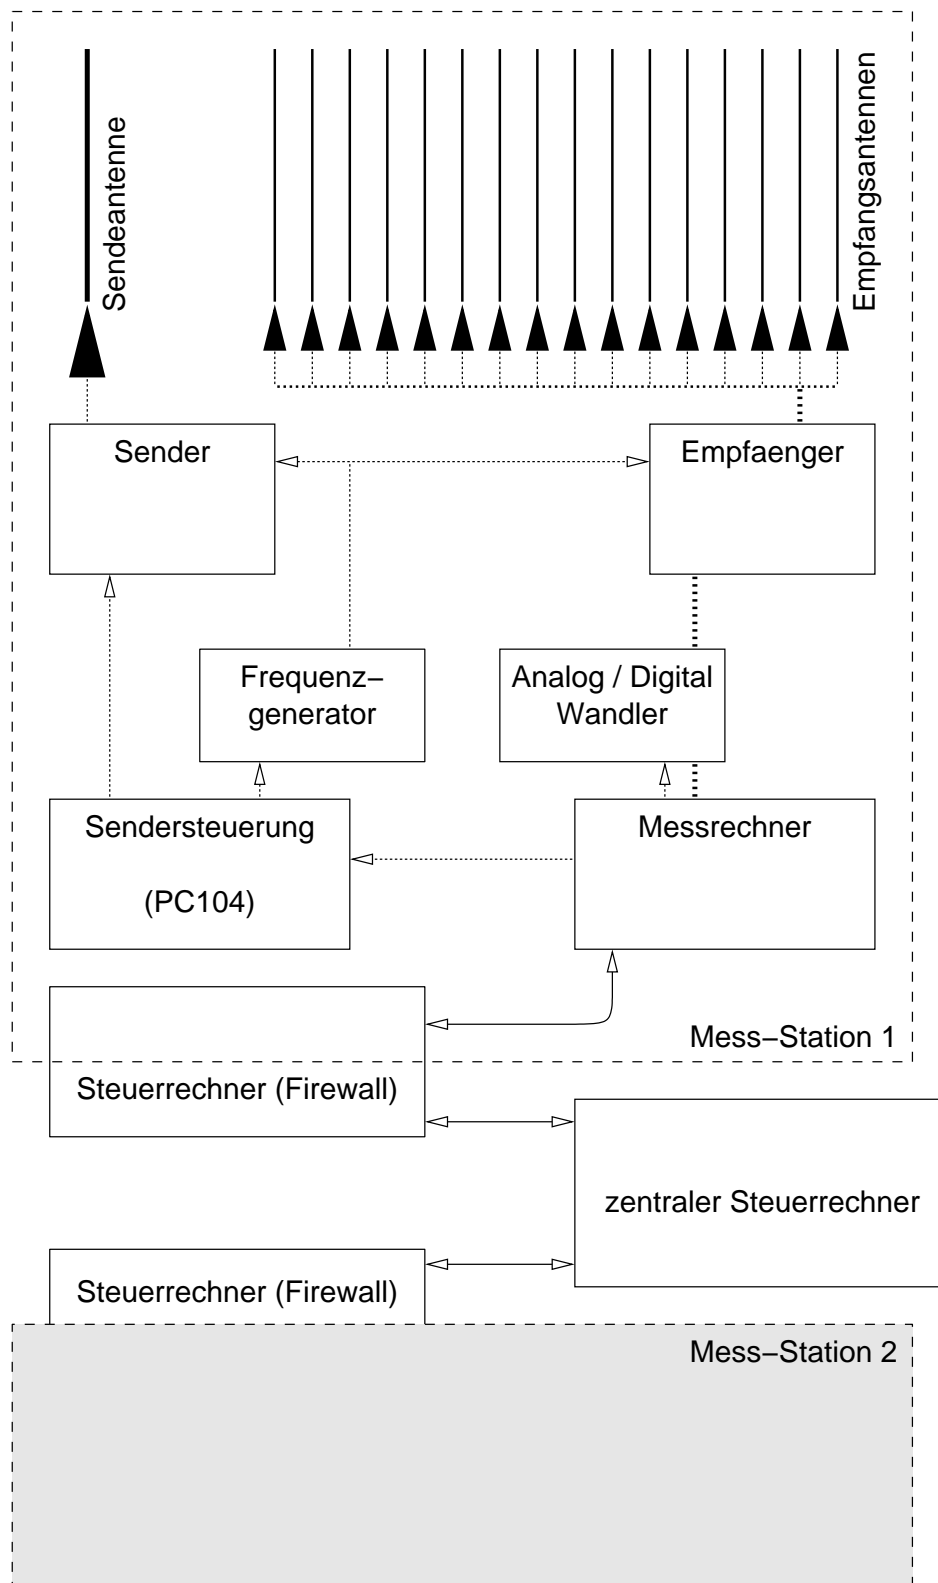 Sendeantenne
Empfangsantennen
Sender
Empfaenger
Frequenz–
generator
Analog / Digital
Wandler
Sendersteuerung
(PC104)
Messrechner
Mess–Station 1
Steuerrechner (Firewall)
zentraler Steuerrechner
Steuerrechner (Firewall)
Mess–Station 2